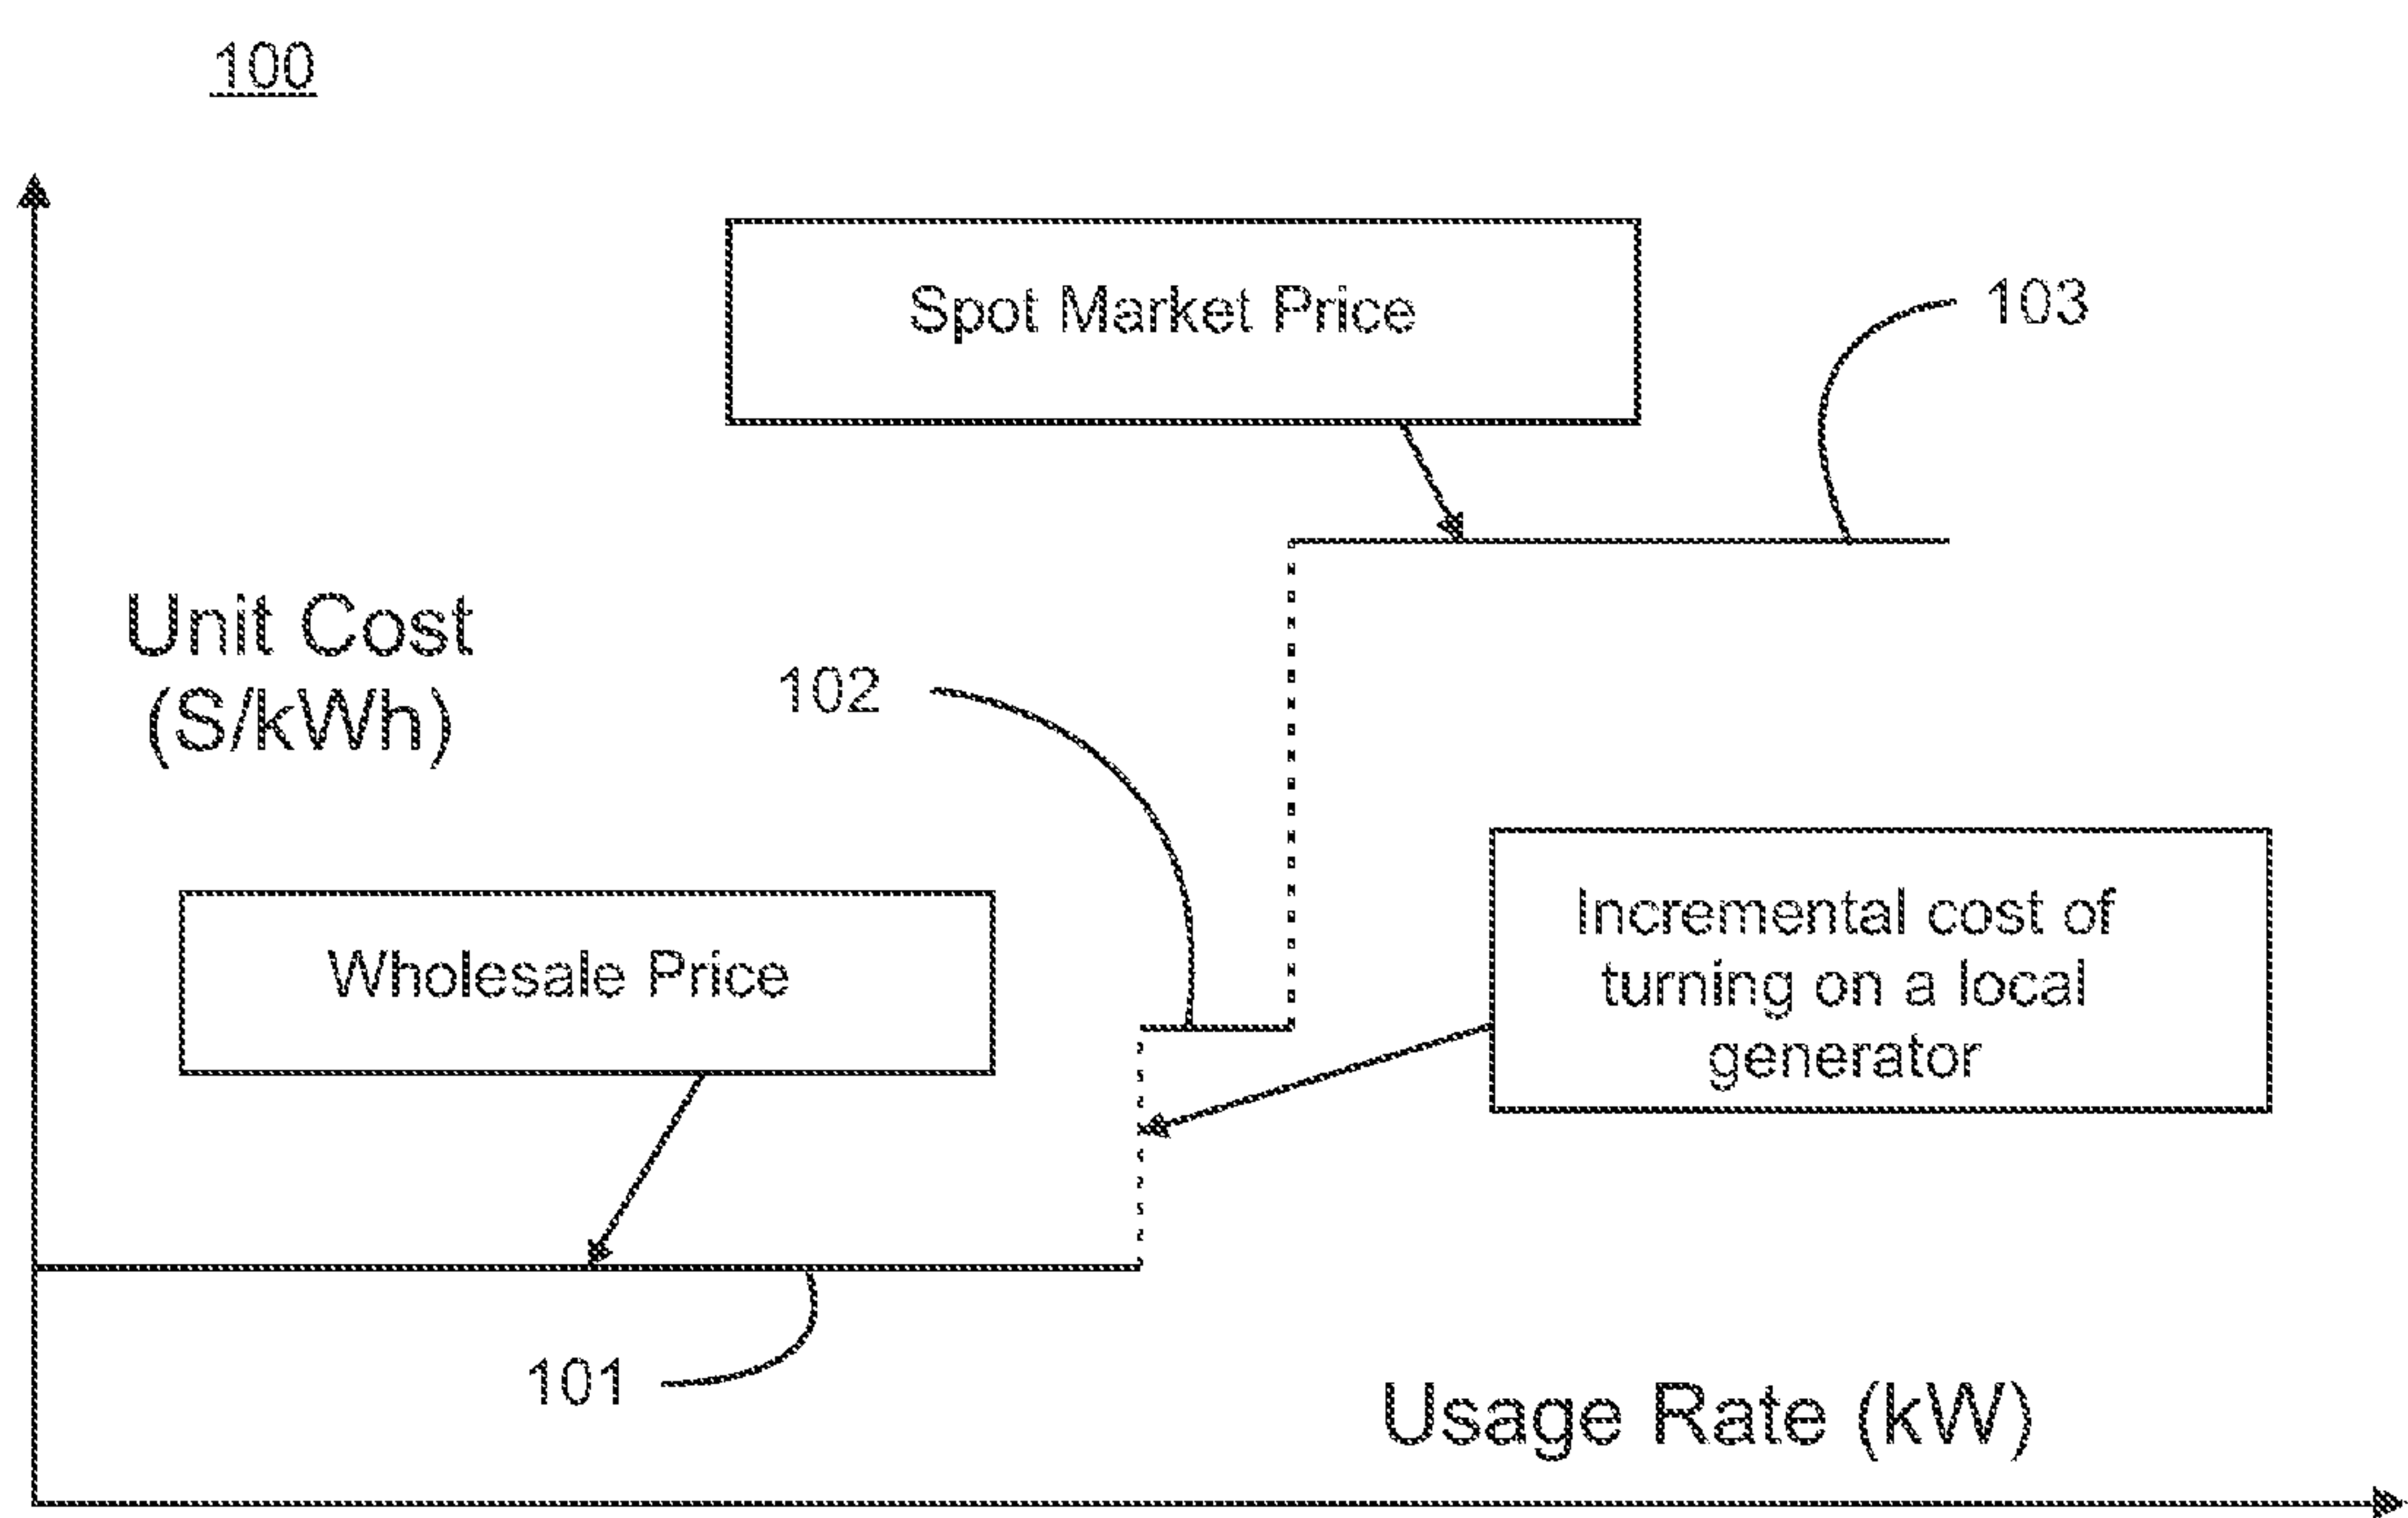 100
Spot Market Price
103
Unit Cost
(S/kWh)
102
Wholesale Price
Incremental cost of
turning on a local
generator
101
Usage Rate (kW)